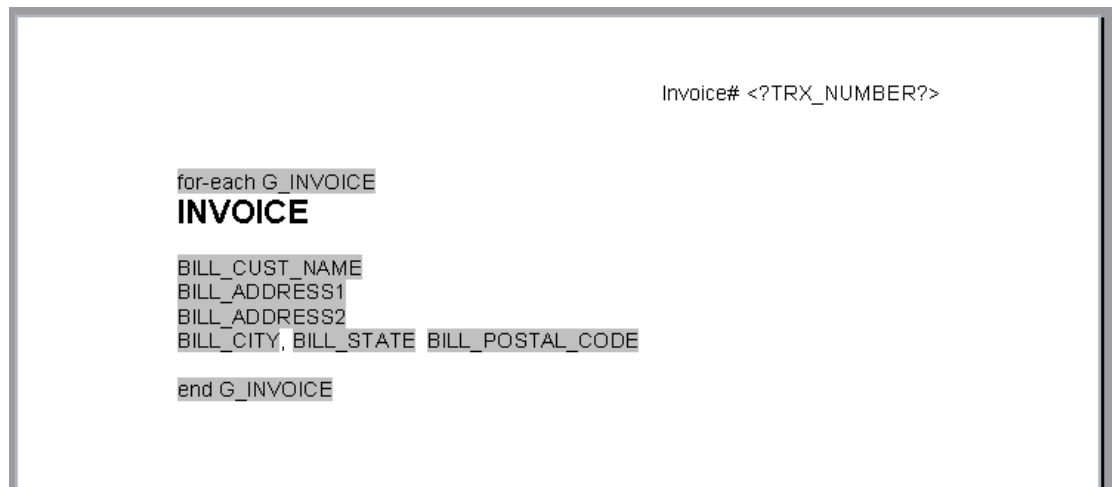 Invoice# <?TRX_NUMBER?>
for-each G_INVOICE
INVOICE
BILL_CUST_NAME
BILL_ADDRESS1
BILL_ADDRESS2
BILL_CITY, BILL_STATE BILL_POSTAL_CODE
end G_INVOICE